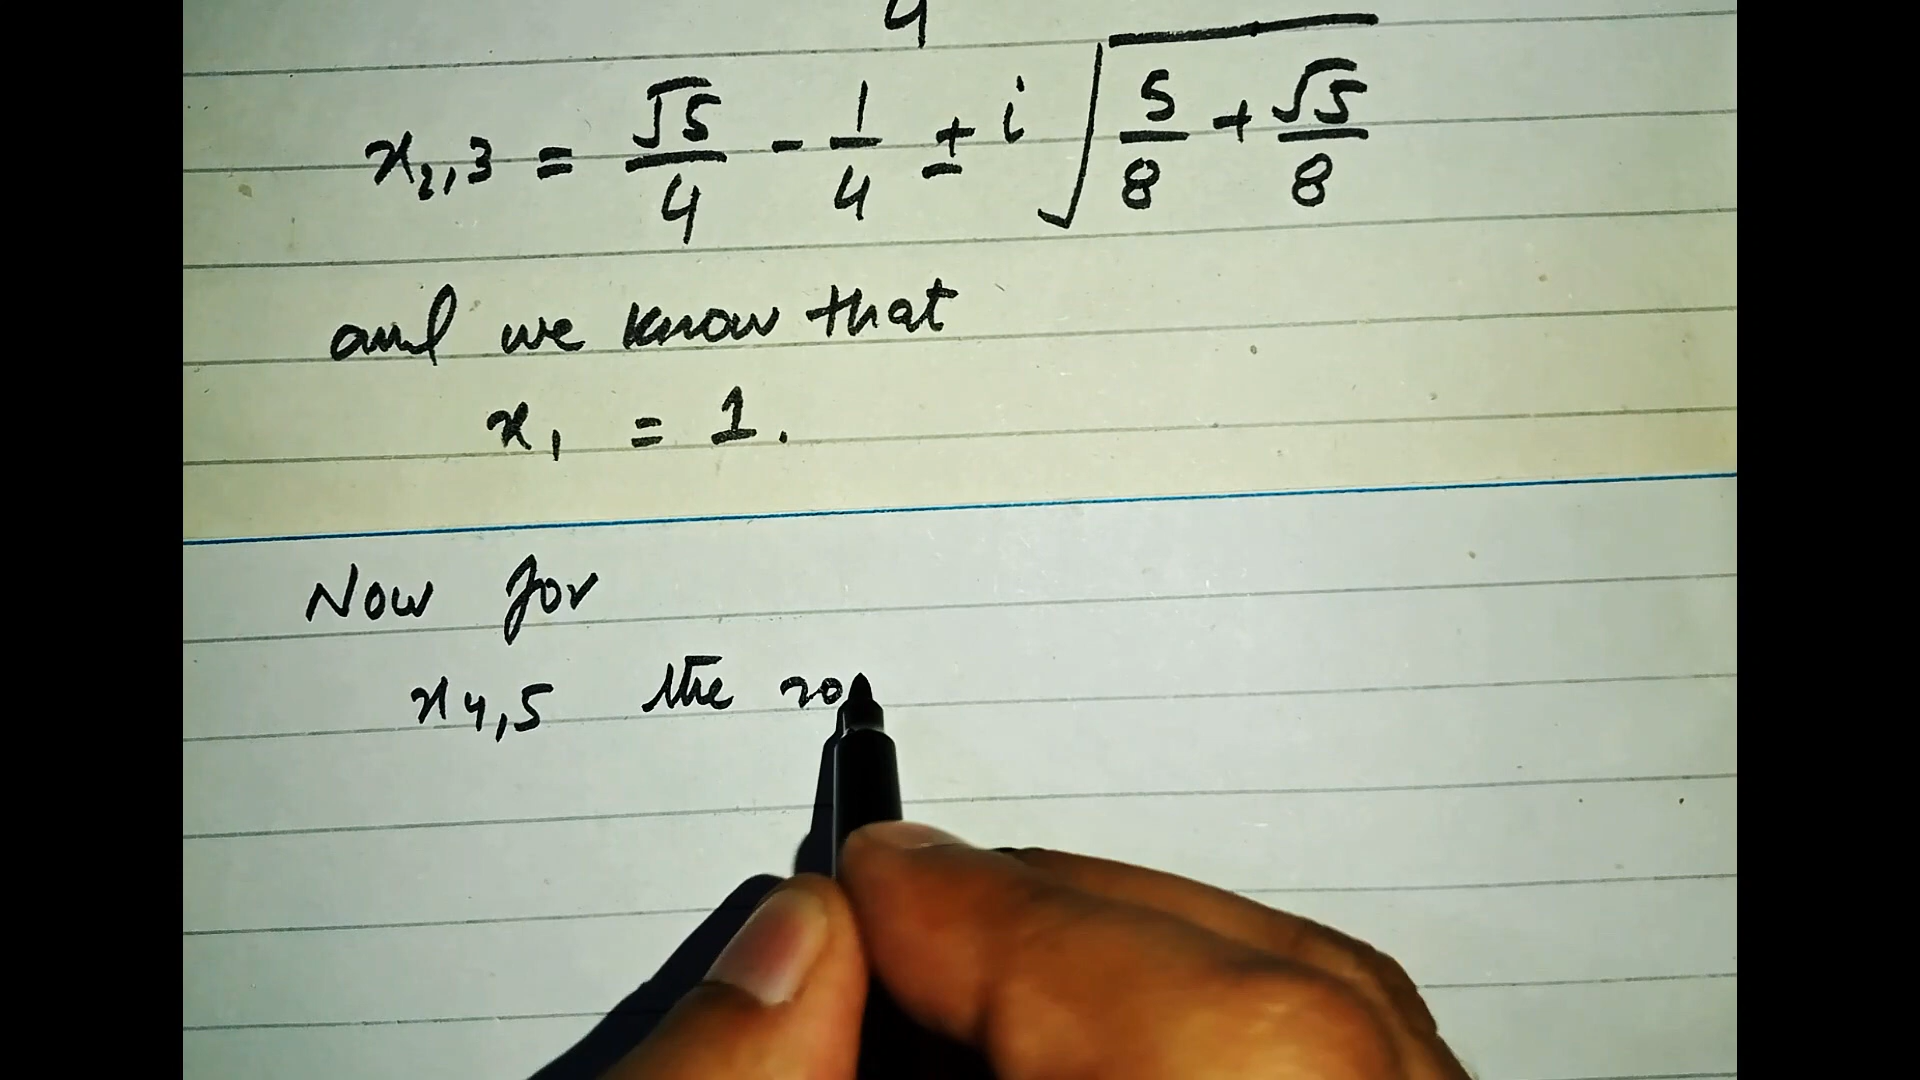 4
x₂,₃ = √5/4 - 1/4 ± i √(5/8 + √5/8)
and we know that
x₁ = 1.
Now for
x₄,₅ the